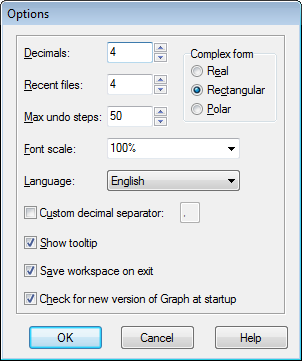 Options
Decimals: 4
Complex form
Real
Recent files: 4
Rectangular
Polar
Max undo steps: 50
Font scale: 100%
Language: English
Custom decimal separator: .
Show tooltip
Save workspace on exit
Check for new version of Graph at startup
OK Cancel Help